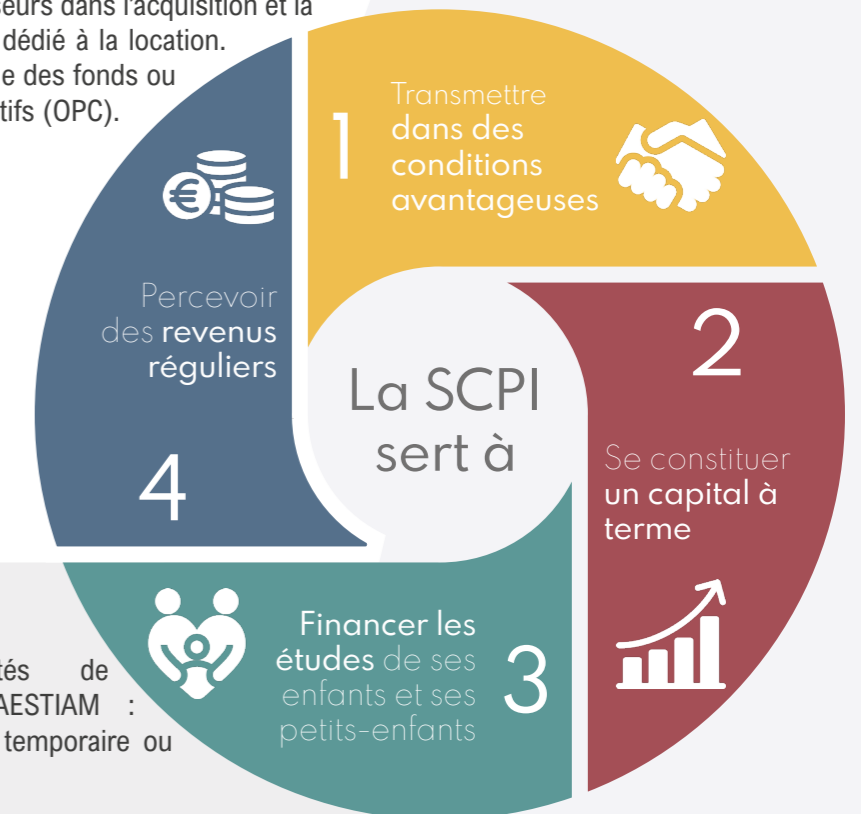 seurs dans l'acquisition et la
dédié à la location.
e des fonds ou
tifs (OPC).
1
Transmettre
dans des
conditions
avantageuses
2
Se constituer
un capital à
terme
3
Financer les
études de ses
enfants et ses
petits-enfants
4
Percevoir
des revenus
réguliers
La SCPI
sert à
tés de
AESTIAM :
temporaire ou